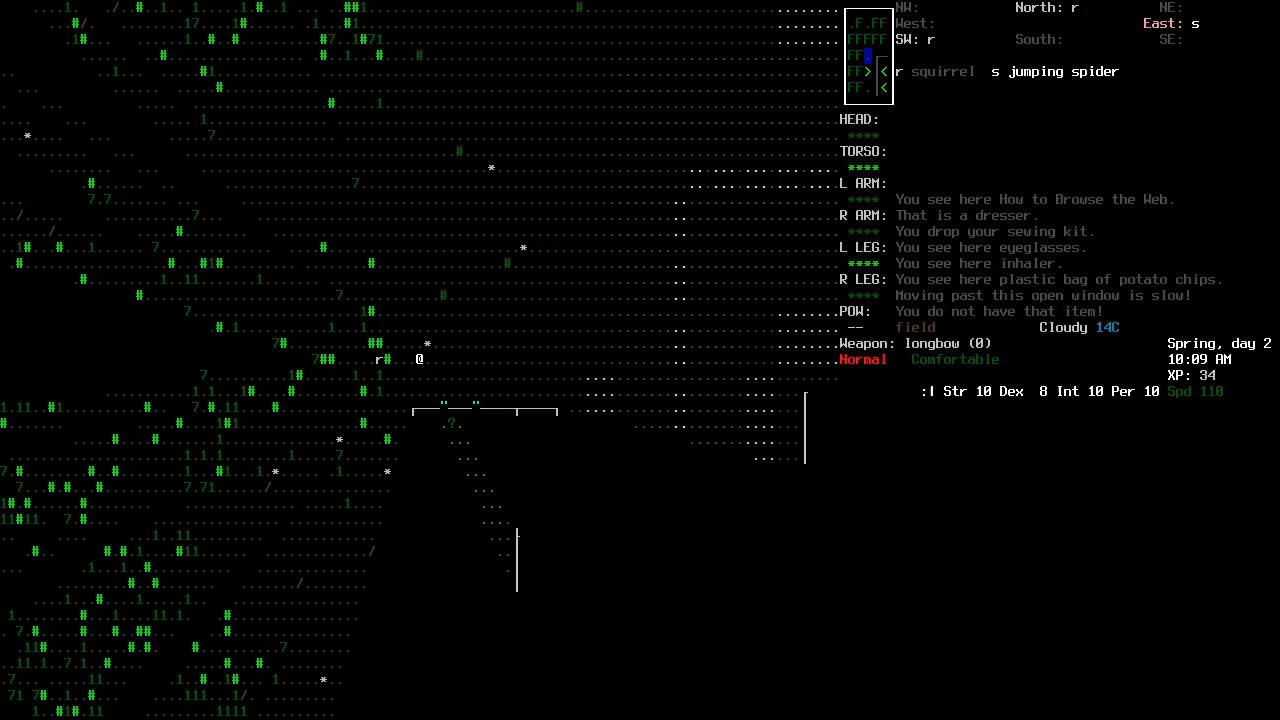 NW: North: r NE:
West: East: s
SW: r South: SE:
r squirrel s jumping spider
HEAD:
****
TORSO:
****
L ARM:
**** You see here How to Browse the Web.
R ARM: That is a dresser.
**** You drop your sewing kit.
L LEG: You see here eyeglasses.
**** You see here inhaler.
R LEG: You see here plastic bag of potato chips.
**** Moving past this open window is slow!
POW: You do not have that item!
-- field Cloudy 14C
Weapon: longbow (0) Spring, day 2
Normal Comfortable 10:09 AM
XP: 34
:I Str 10 Dex 8 Int 10 Per 10 Spd 110